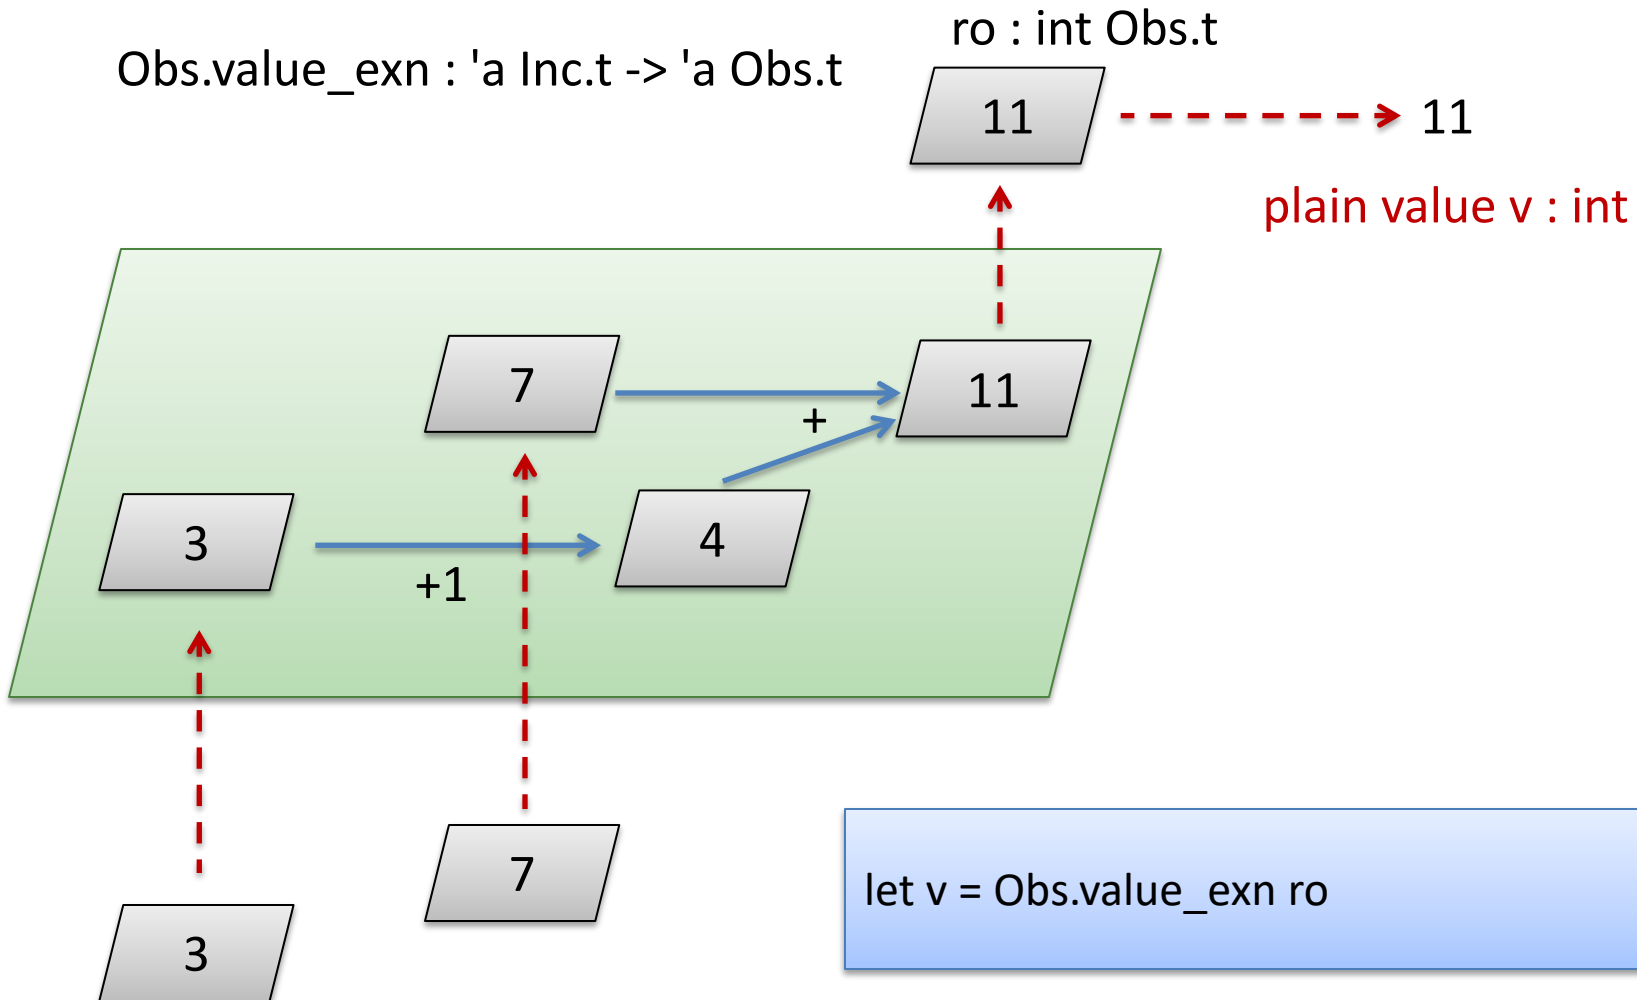 ro : int Obs.t
Obs.value_exn : 'a Inc.t -> 'a Obs.t
11
11
plain value v : int
7
11
+
3
4
+1
7
let v = Obs.value_exn ro
3